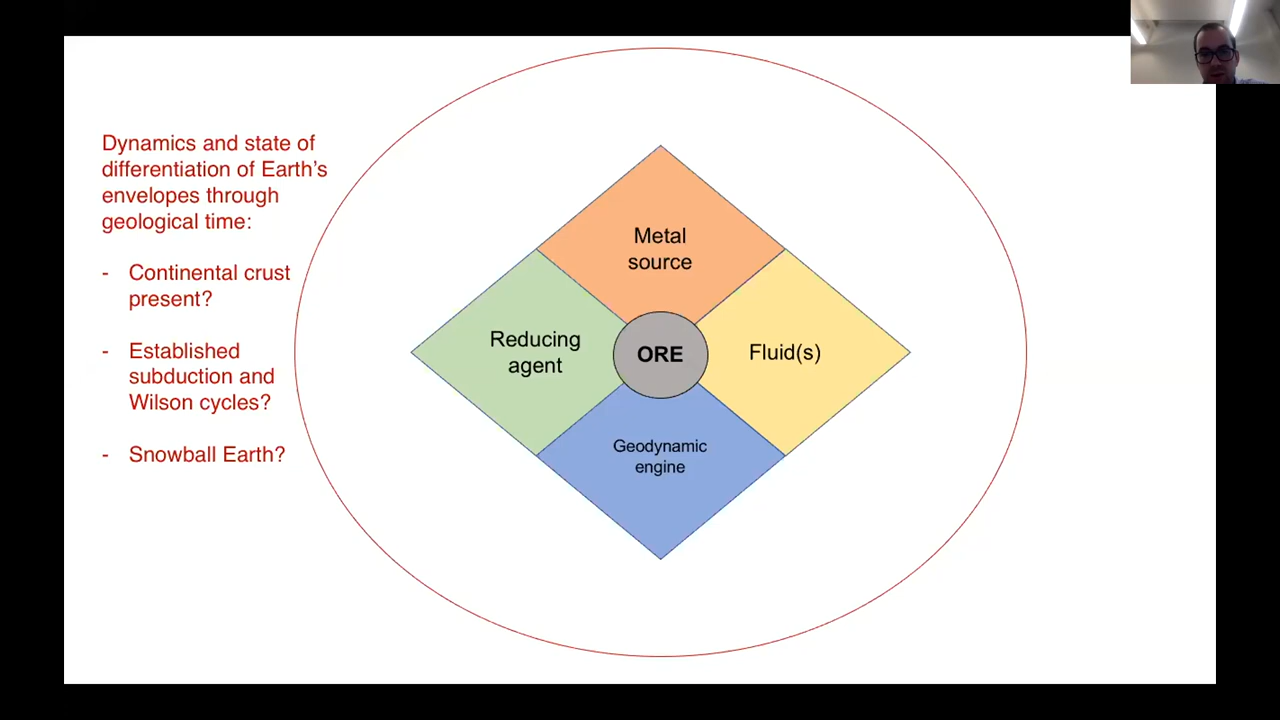 Dynamics and state of
differentiation of Earth's
envelopes through
geological time:
- Continental crust
present?
- Established
subduction and
Wilson cycles?
- Snowball Earth?
Metal
source
Reducing
agent
ORE
Fluid(s)
Geodynamic
engine